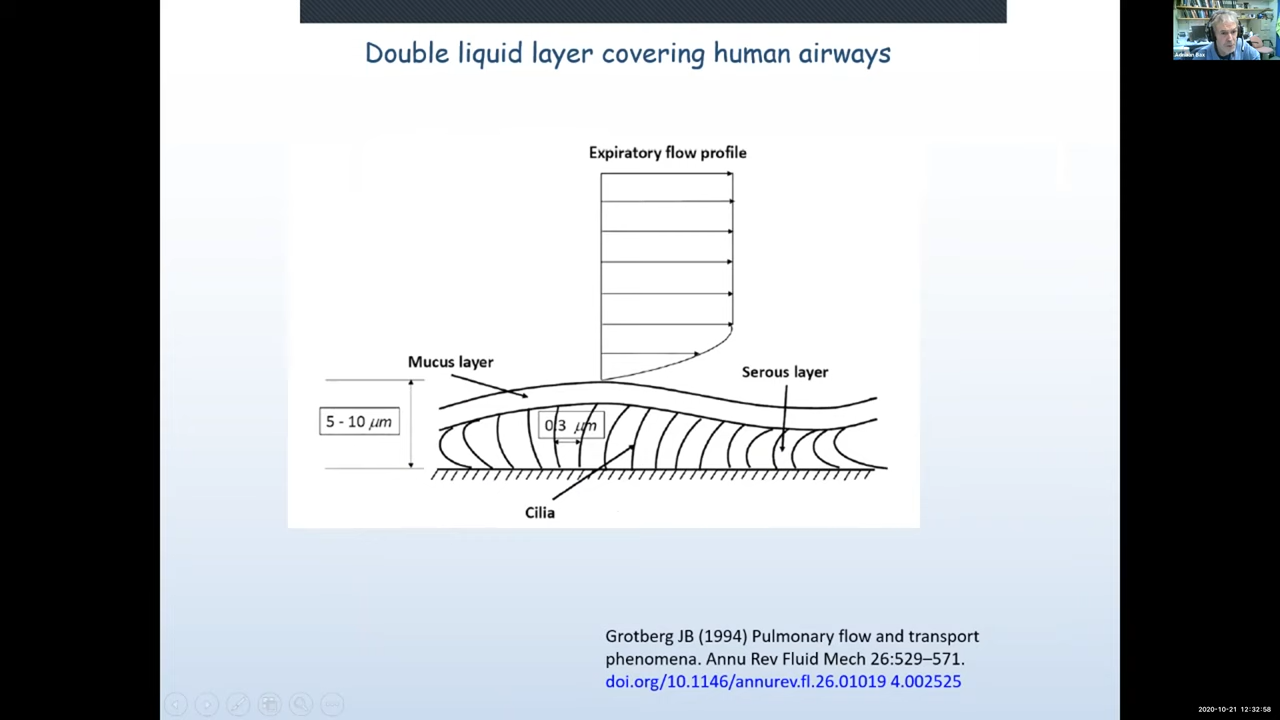 Double liquid layer covering human airways
Expiratory flow profile
Mucus layer
Serous layer
5 - 10 μm
0.3 μm
Cilia
Grotberg JB (1994) Pulmonary flow and transport
phenomena. Annu Rev Fluid Mech 26:529–571.
doi.org/10.1146/annurev.fl.26.01019 4.002525
2020-10-21 12:32:58